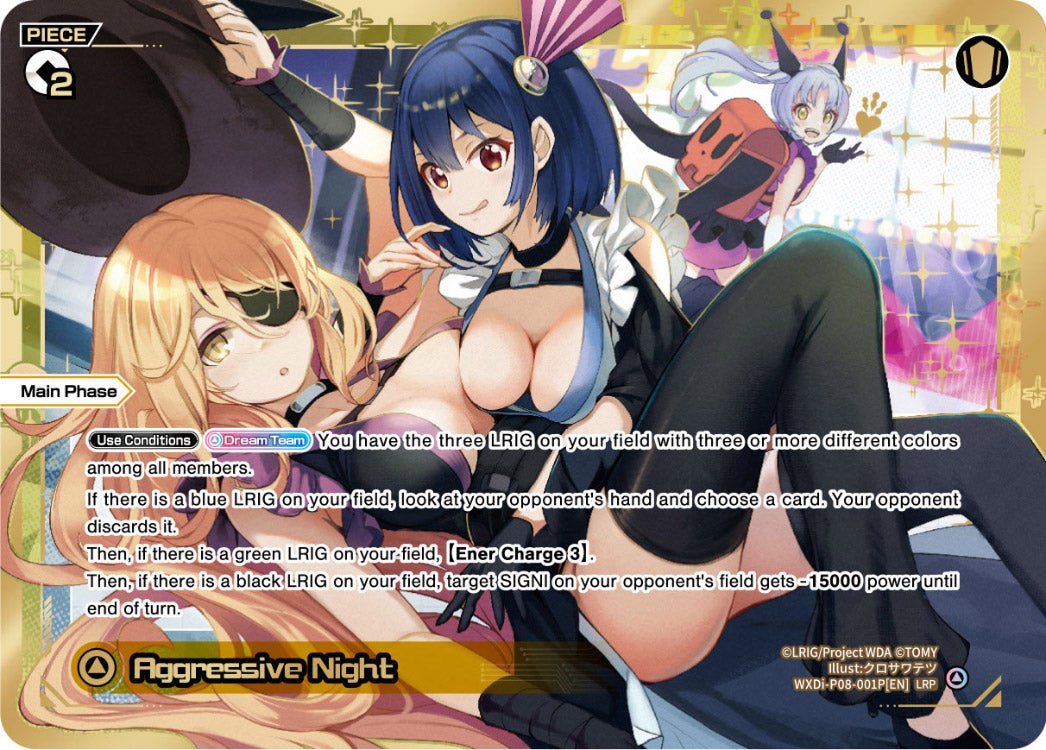 PIECE
2
Main Phase
Use Conditions Dream Team You have the three LRIG on your field with three or more different colors
among all members.
If there is a blue LRIG on your field, look at your opponent's hand and choose a card. Your opponent
discards it.
Then, if there is a green LRIG on your field, 【Ener Charge 3】.
Then, if there is a black LRIG on your field, target SIGNI on your opponent's field gets -15000 power until
end of turn.
Aggressive Night
©LRIG/Project WDA ©TOMY
Illust:クロサワテツ
WXDi-P08-001P[EN] LRP